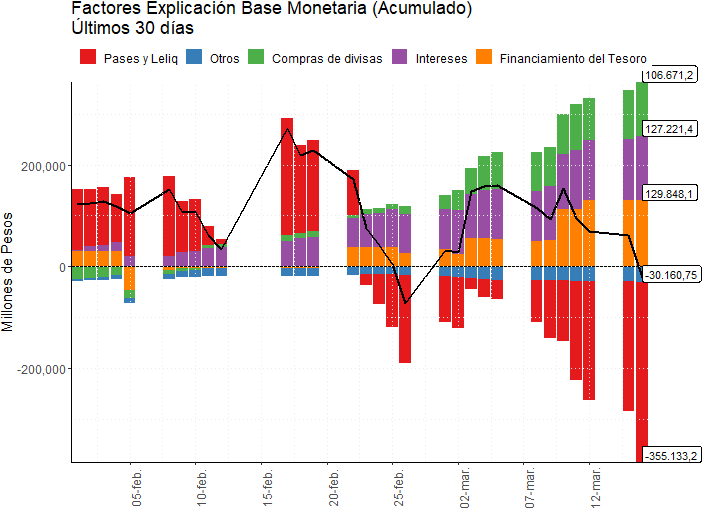 Factores Explicación Base Monetaria (Acumulado)
Últimos 30 días
Pases y Leliq Otros Compras de divisas Intereses Financiamiento del Tesoro
106.671,2
127.221,4
129.848,1
-30.160,75
-355.133,2
Millones de Pesos
200,000
0
-200,000
05-feb.
10-feb.
15-feb.
20-feb.
25-feb.
02-mar.
07-mar.
12-mar.